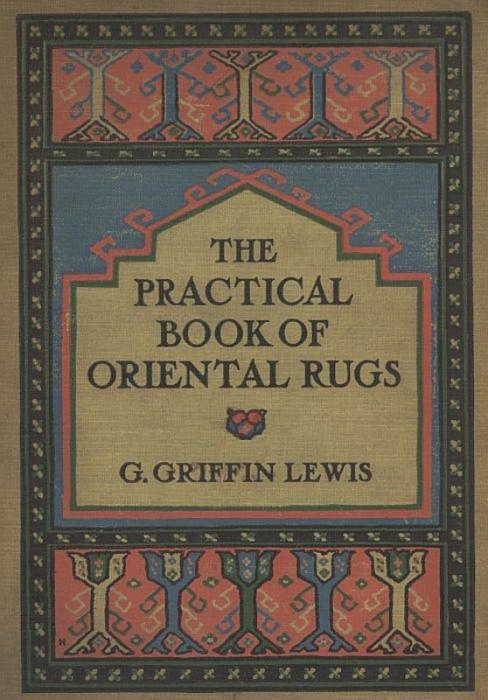 THE
PRACTICAL
BOOK OF
ORIENTAL RUGS
G. GRIFFIN LEWIS
H